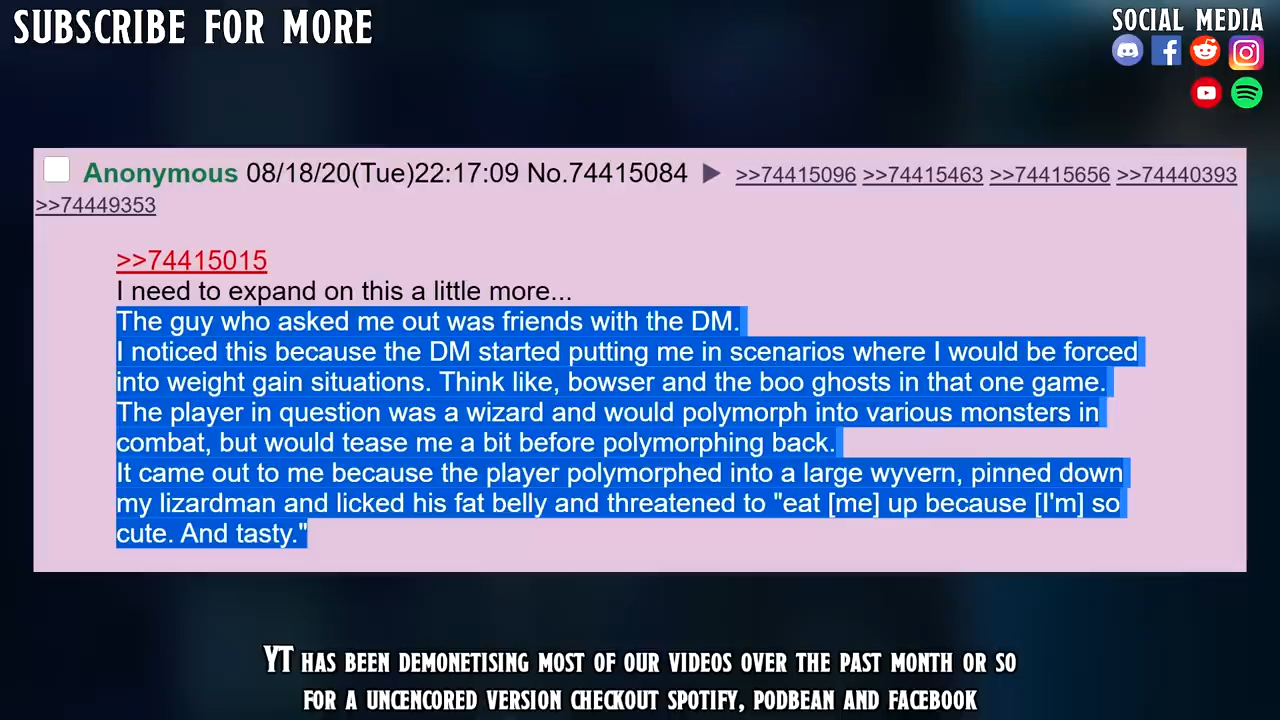 SUBSCRIBE FOR MORE
SOCIAL MEDIA
Anonymous 08/18/20(Tue)22:17:09 No.74415084 ▶ >>74415096 >>74415463 >>74415656 >>74440393
>>74449353
>>74415015
I need to expand on this a little more...
The guy who asked me out was friends with the DM.
I noticed this because the DM started putting me in scenarios where I would be forced
into weight gain situations. Think like, bowser and the boo ghosts in that one game.
The player in question was a wizard and would polymorph into various monsters in
combat, but would tease me a bit before polymorphing back.
It came out to me because the player polymorphed into a large wyvern, pinned down
my lizardman and licked his fat belly and threatened to "eat [me] up because [I'm] so
cute. And tasty."
YT HAS BEEN DEMONETISING MOST OF OUR VIDEOS OVER THE PAST MONTH OR SO
FOR A UNCENCORED VERSION CHECKOUT SPOTIFY, PODBEAN AND FACEBOOK